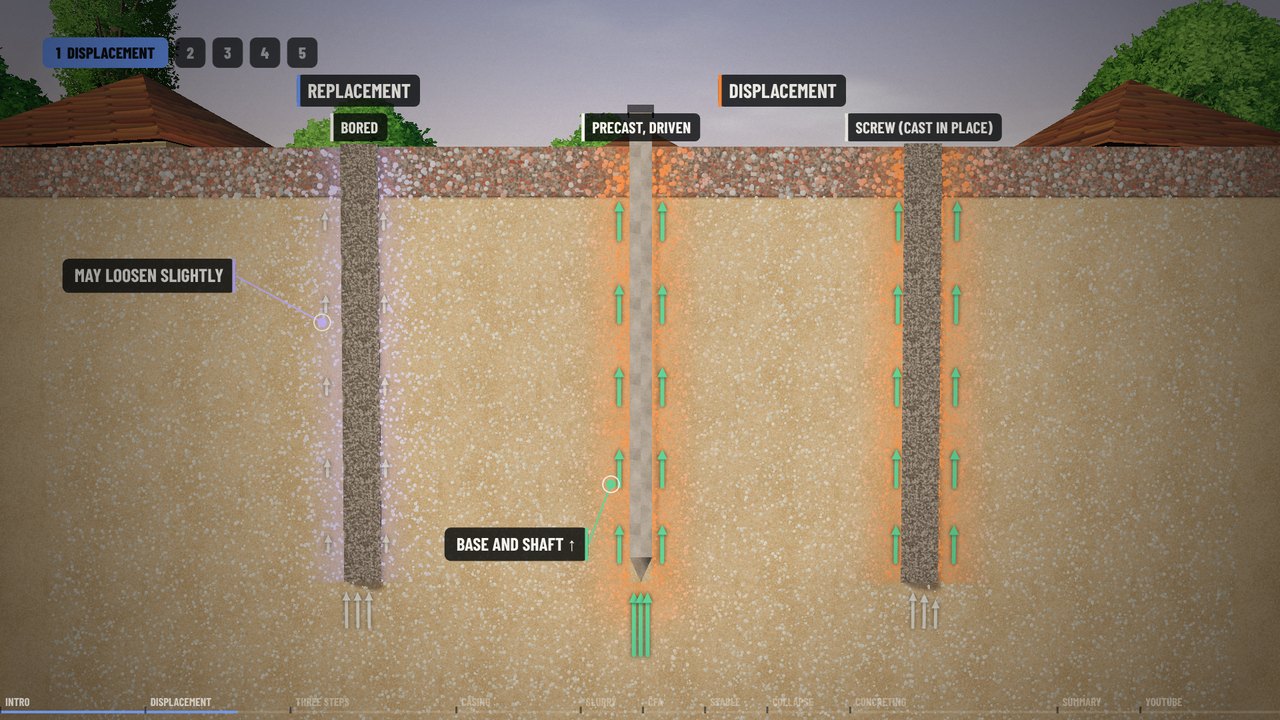 1 DISPLACEMENT 2 3 4 5
REPLACEMENT
DISPLACEMENT
BORED
PRECAST, DRIVEN
SCREW (CAST IN PLACE)
MAY LOOSEN SLIGHTLY
BASE AND SHAFT ↑
INTRO
DISPLACEMENT
THREE STEPS
CASING
SLURRY
CFA
STABLE
COLLAPSE
CONCRETING
SUMMARY
YOUTUBE